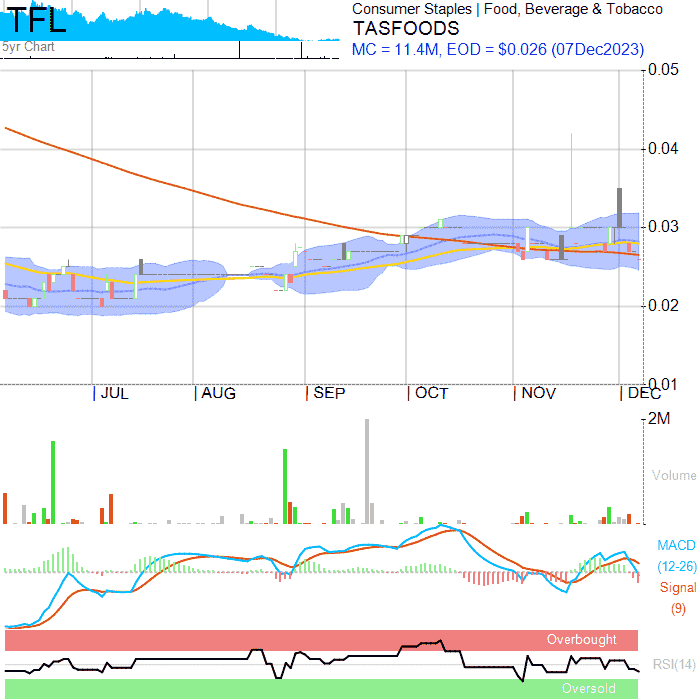 TFL
5yr Chart
Consumer Staples | Food, Beverage & Tobacco
TASFOODS
MC = 11.4M, EOD = $0.026 (07Dec2023)
0.05
0.04
0.03
0.02
0.01
JUL AUG SEP OCT NOV DEC
2M
Volume
MACD
(12-26)
Signal
(9)
Overbought
RSI(14)
Oversold